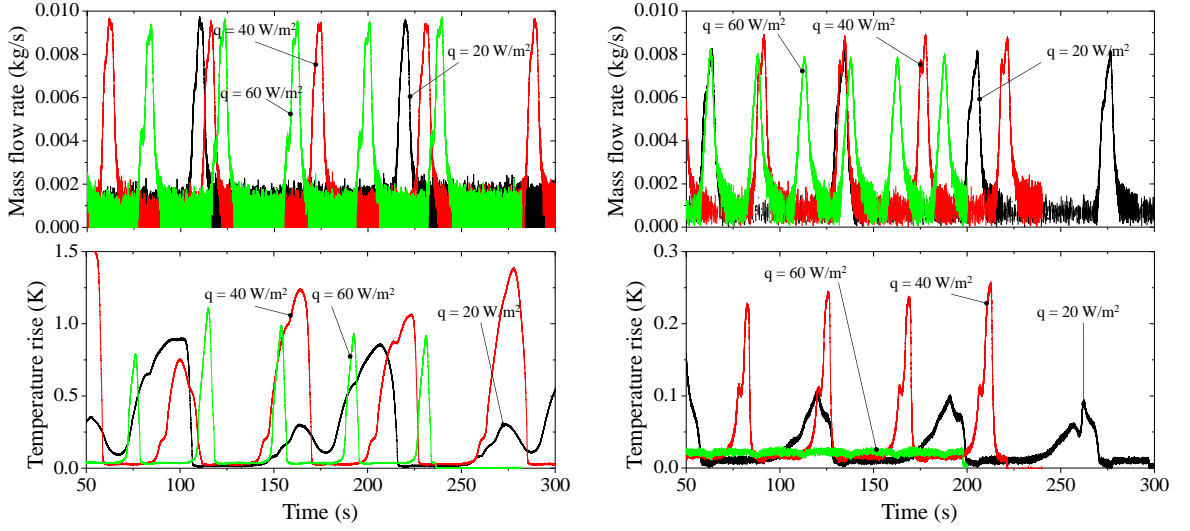 Mass flow rate (kg/s)
0.010
0.008
0.006
0.004
0.002
0.000
q = 40 W/m²
q = 20 W/m²
q = 60 W/m²
Mass flow rate (kg/s)
0.010
0.008
0.006
0.004
0.002
0.000
q = 60 W/m²
q = 40 W/m²
q = 20 W/m²
Temperature rise (K)
1.5
1.0
0.5
0.0
q = 40 W/m²
q = 60 W/m²
q = 20 W/m²
50 100 150 200 250 300
Time (s)
Temperature rise (K)
0.3
0.2
0.1
0.0
q = 60 W/m²
q = 40 W/m²
q = 20 W/m²
50 100 150 200 250 300
Time (s)